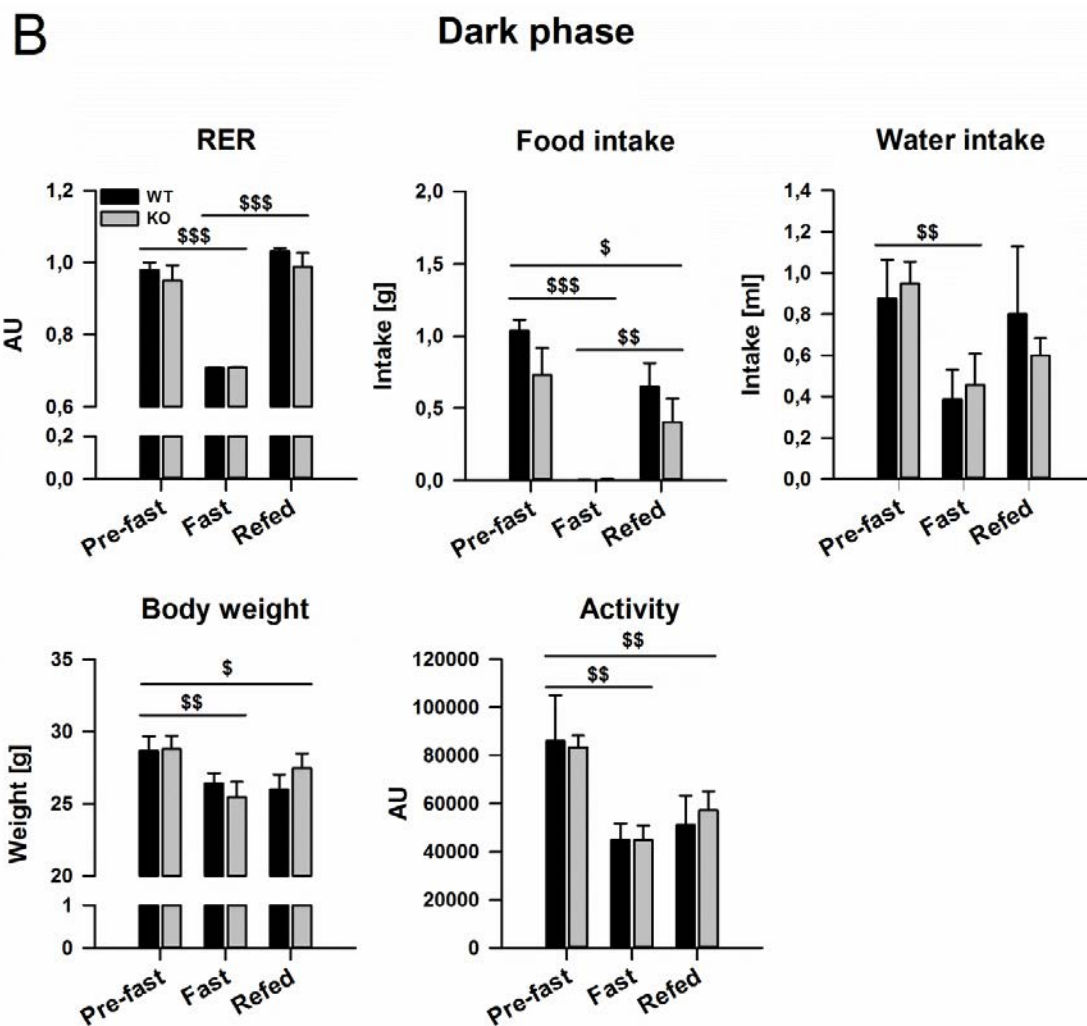 B
Dark phase
RER
AU
1,2
1,0
0,8
0,6
0,2
0,0
WT
KO
$$$
$$$
Pre-fast
Fast
Refed
Food intake
Intake [g]
2,0
1,5
1,0
0,5
0,0
$
$$$
$$
Pre-fast
Fast
Refed
Water intake
Intake [ml]
1,4
1,2
1,0
0,8
0,6
0,4
0,2
0,0
$$
Pre-fast
Fast
Refed
Body weight
Weight [g]
35
30
25
20
1
0
$
$$
Pre-fast
Fast
Refed
Activity
AU
120000
100000
80000
60000
40000
20000
0
$$
$$
Pre-fast
Fast
Refed